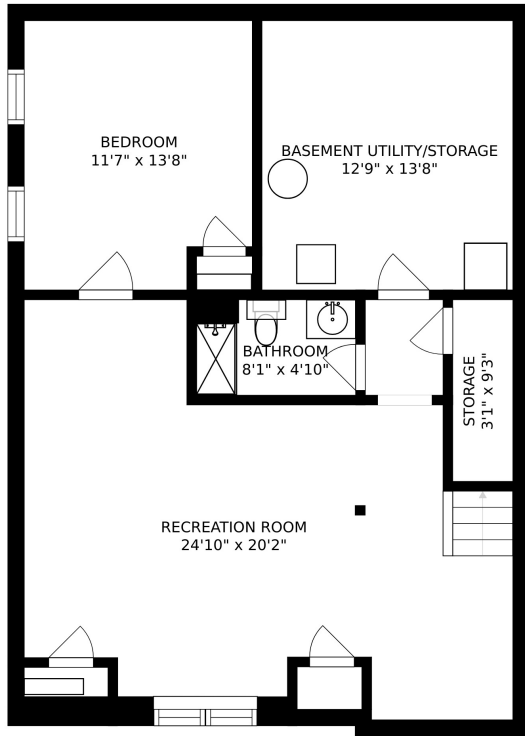 BEDROOM
11'7" x 13'8"
BASEMENT UTILITY/STORAGE
12'9" x 13'8"
BATHROOM
8'1" x 4'10"
STORAGE
3'1" x 9'3"
RECREATION ROOM
24'10" x 20'2"